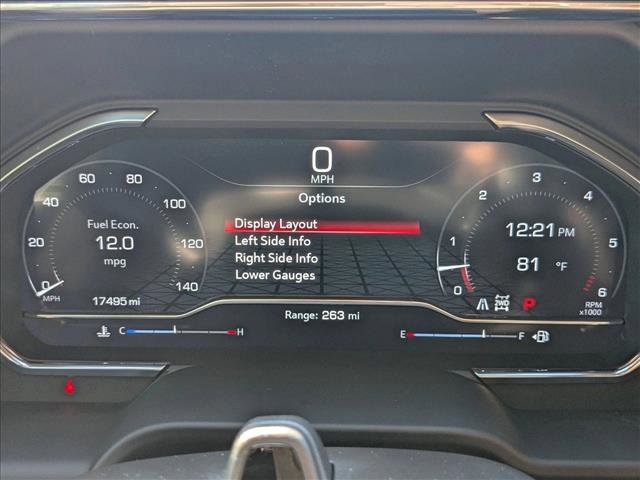 0
MPH
Options
Display Layout
Left Side Info
Right Side Info
Lower Gauges
0 20 40 60 80 100 120 140
MPH
Fuel Econ.
12.0
mpg
17495 mi
0 1 2 3 4 5 6
12:21 PM
81 °F
2WD P
RPM
x1000
Range: 263 mi
C H
E F